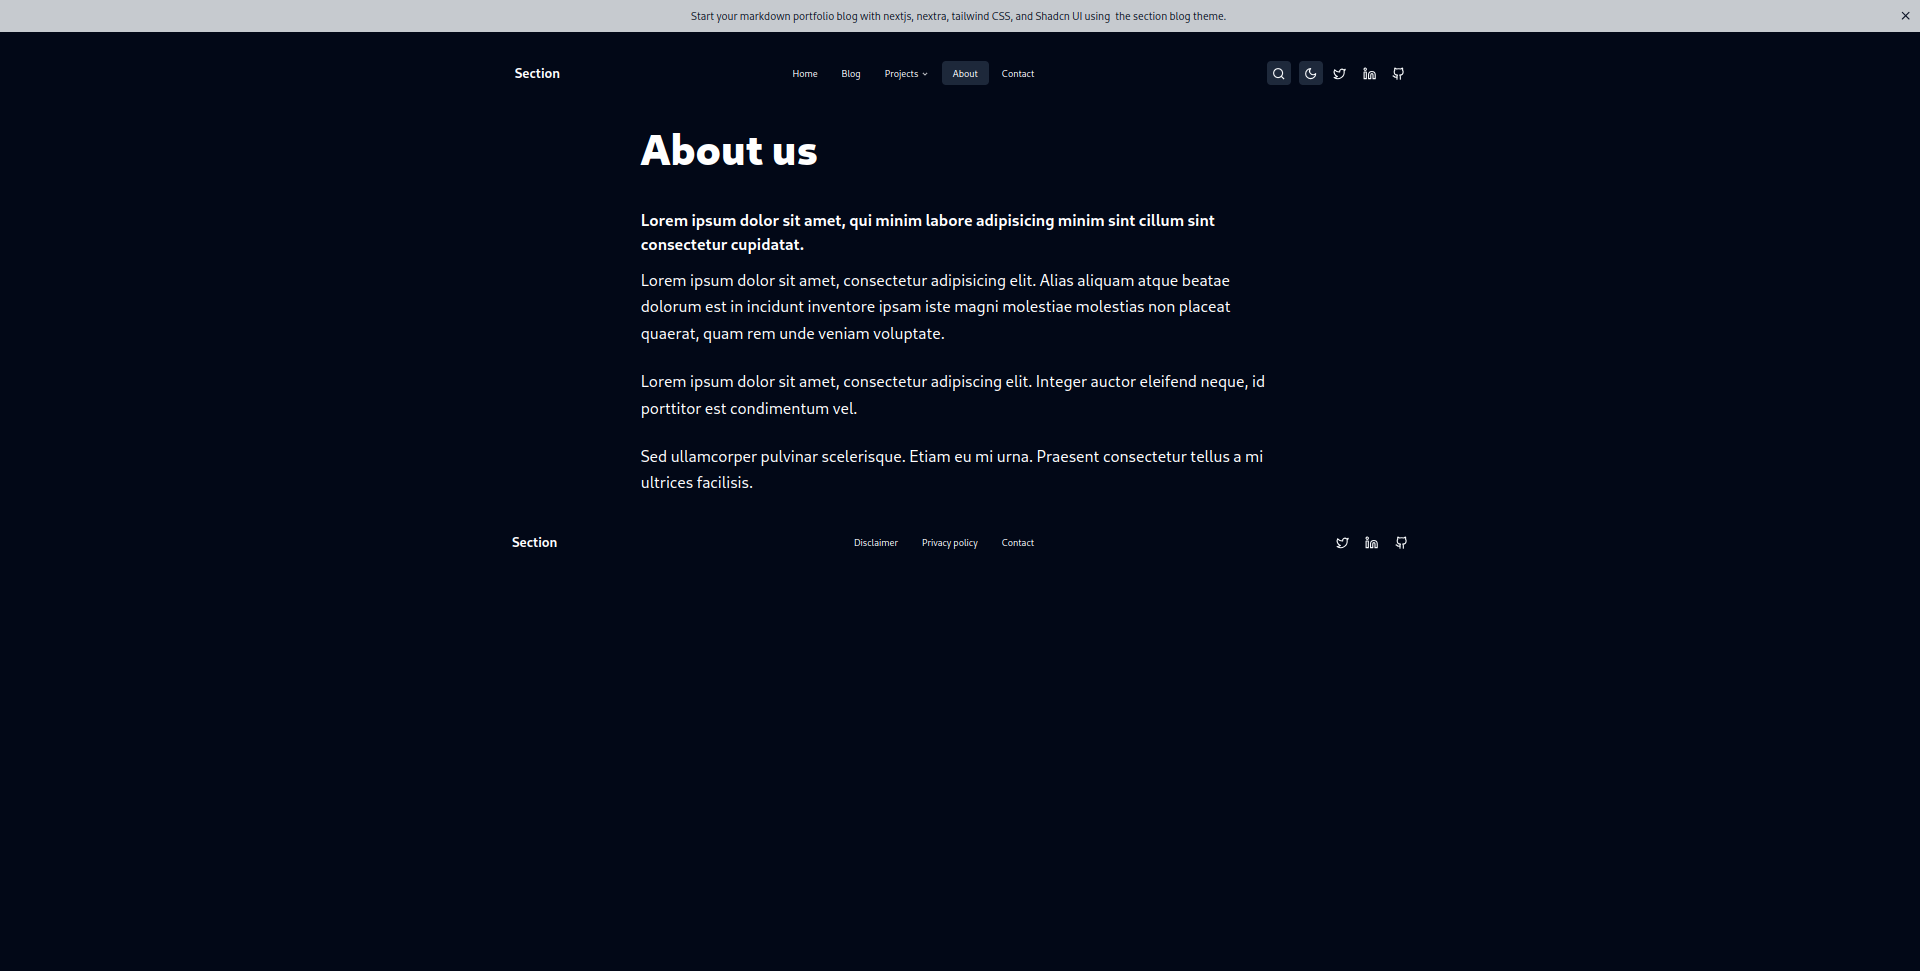 Start your markdown portfolio blog with nextjs, nextra, tailwind CSS, and Shadcn UI using the section blog theme.
Section
Home
Blog
Projects
About
Contact
About us
Lorem ipsum dolor sit amet, qui minim labore adipisicing minim sint cillum sint
consectetur cupidatat.
Lorem ipsum dolor sit amet, consectetur adipisicing elit. Alias aliquam atque beatae
dolorum est in incidunt inventore ipsam iste magni molestiae molestias non placeat
quaerat, quam rem unde veniam voluptate.
Lorem ipsum dolor sit amet, consectetur adipiscing elit. Integer auctor eleifend neque, id
porttitor est condimentum vel.
Sed ullamcorper pulvinar scelerisque. Etiam eu mi urna. Praesent consectetur tellus a mi
ultrices facilisis.
Section
Disclaimer
Privacy policy
Contact